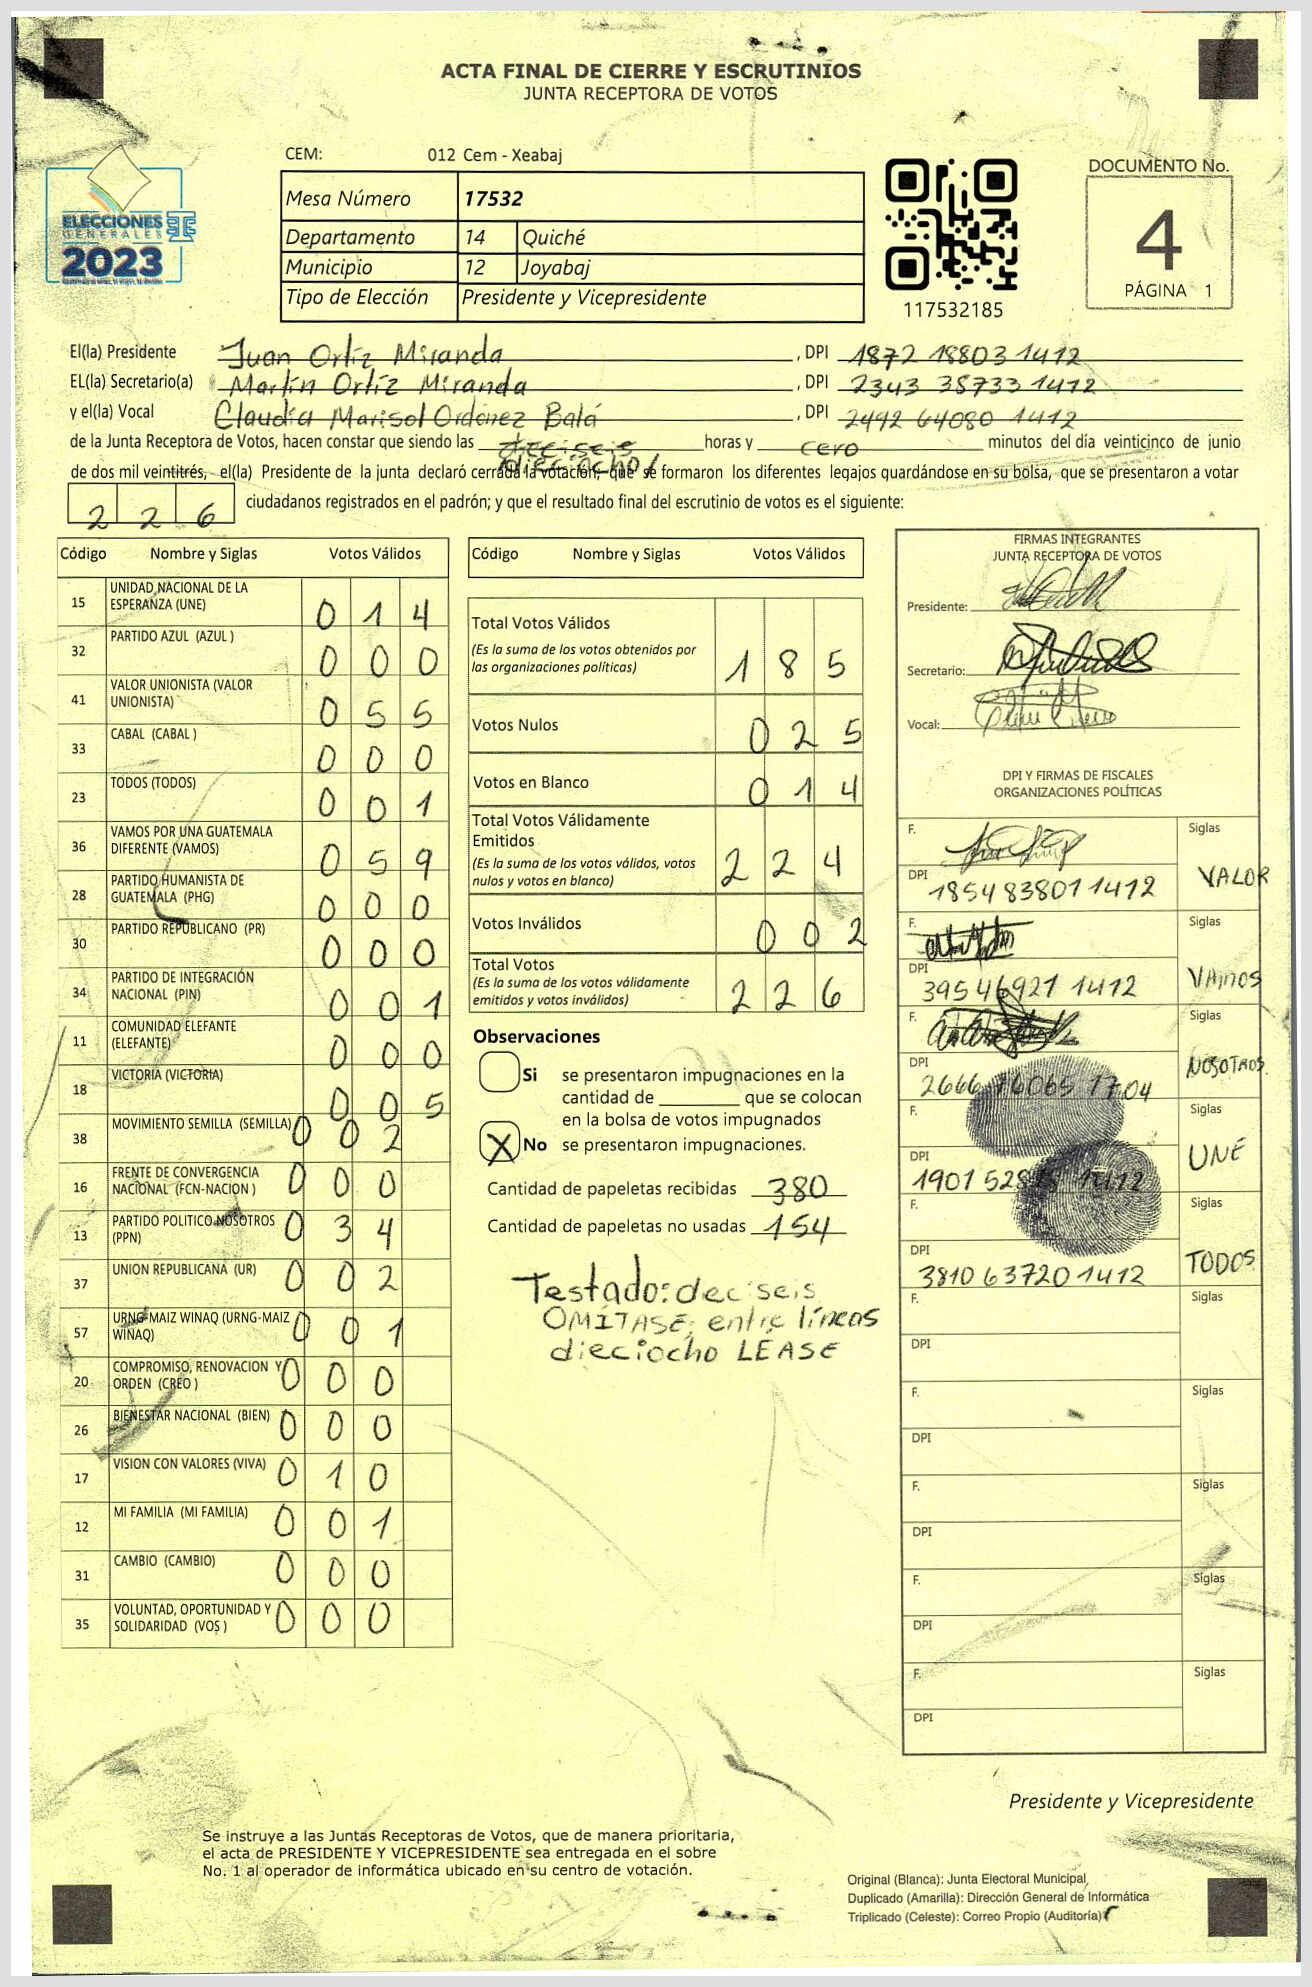 ACTA FINAL DE CIERRE Y ESCRUTINIOS
JUNTA RECEPTORA DE VOTOS
CEM: 012 Cem - Xeabaj
ELECCIONES
GENERALES
2023
Mesa Número 17532
Departamento 14 Quiché
Municipio 12 Joyabaj
Tipo de Elección Presidente y Vicepresidente
117532185
DOCUMENTO No.
4
PÁGINA 1
El(la) Presidente Juan Ortiz Miranda , DPI 1872 18803 1412
EL(la) Secretario(a) Martín Ortíz Miranda , DPI 2343 38733 1412
y el(la) Vocal Claudia Marisol Ordóñez Balá , DPI 2492 64080 1412
de la Junta Receptora de Votos, hacen constar que siendo las deciseis horas y cero minutos del día veinticinco de junio
dieciocho/
de dos mil veintitrés, el(la) Presidente de la junta declaró cerrada la votación; que se formaron los diferentes legajos guardándose en su bolsa, que se presentaron a votar
226 ciudadanos registrados en el padrón; y que el resultado final del escrutinio de votos es el siguiente:
Código Nombre y Siglas Votos Válidos
15 UNIDAD NACIONAL DE LA ESPERANZA (UNE) 0 1 4
32 PARTIDO AZUL (AZUL ) 0 0 0
41 VALOR UNIONISTA (VALOR UNIONISTA) 0 5 5
33 CABAL (CABAL ) 0 0 0
23 TODOS (TODOS) 0 0 1
36 VAMOS POR UNA GUATEMALA DIFERENTE (VAMOS) 0 5 9
28 PARTIDO HUMANISTA DE GUATEMALA (PHG) 0 0 0
30 PARTIDO REPUBLICANO (PR) 0 0 0
34 PARTIDO DE INTEGRACIÓN NACIONAL (PIN) 0 0 1
11 COMUNIDAD ELEFANTE (ELEFANTE) 0 0 0
18 VICTORIA (VICTORIA) 0 0 5
38 MOVIMIENTO SEMILLA (SEMILLA) 0 0 2
16 FRENTE DE CONVERGENCIA NACIONAL (FCN-NACION ) 0 0 0
13 PARTIDO POLITICO NOSOTROS (PPN) 0 3 4
37 UNION REPUBLICANA (UR) 0 0 2
57 URNG-MAIZ WINAQ (URNG-MAIZ WINAQ) 0 0 1
20 COMPROMISO, RENOVACION Y ORDEN (CREO ) 0 0 0
26 BIENESTAR NACIONAL (BIEN) 0 0 0
17 VISION CON VALORES (VIVA) 0 1 0
12 MI FAMILIA (MI FAMILIA) 0 0 1
31 CAMBIO (CAMBIO) 0 0 0
35 VOLUNTAD, OPORTUNIDAD Y SOLIDARIDAD (VOS ) 0 0 0
Código Nombre y Siglas Votos Válidos
Total Votos Válidos 1 8 5
(Es la suma de los votos obtenidos por
las organizaciones políticas)
Votos Nulos 0 2 5
Votos en Blanco 0 1 4
Total Votos Válidamente
Emitidos 2 2 4
(Es la suma de los votos válidos, votos
nulos y votos en blanco)
Votos Inválidos 0 0 2
Total Votos 2 2 6
(Es la suma de los votos válidamente
emitidos y votos inválidos)
Observaciones
Si se presentaron impugnaciones en la
cantidad de ________ que se colocan
en la bolsa de votos impugnados
X No se presentaron impugnaciones.
Cantidad de papeletas recibidas 380
Cantidad de papeletas no usadas 154
Testado: deciseis
OMÍTASE; entre líneas
dieciocho LEASE
FIRMAS INTEGRANTES
JUNTA RECEPTORA DE VOTOS
Presidente:
Secretario:
Vocal:
DPI Y FIRMAS DE FISCALES
ORGANIZACIONES POLÍTICAS
F. Siglas
DPI 1854 83801 1412 VALOR
F. Siglas
DPI 3954 6921 1412 VAMOS
F. Siglas
DPI 2666 16065 1704 NOSOTROS
F. Siglas
DPI 1901 1412 UNE
F. Siglas
DPI 3810 63720 1412 TODOS
F. Siglas
DPI
F. Siglas
DPI
F. Siglas
DPI
F. Siglas
DPI
F. Siglas
DPI
Presidente y Vicepresidente
Se instruye a las Juntas Receptoras de Votos, que de manera prioritaria,
el acta de PRESIDENTE Y VICEPRESIDENTE sea entregada en el sobre
No. 1 al operador de informática ubicado en su centro de votación.
Original (Blanca): Junta Electoral Municipal
Duplicado (Amarilla): Dirección General de Informática
Triplicado (Celeste): Correo Propio (Auditoría)